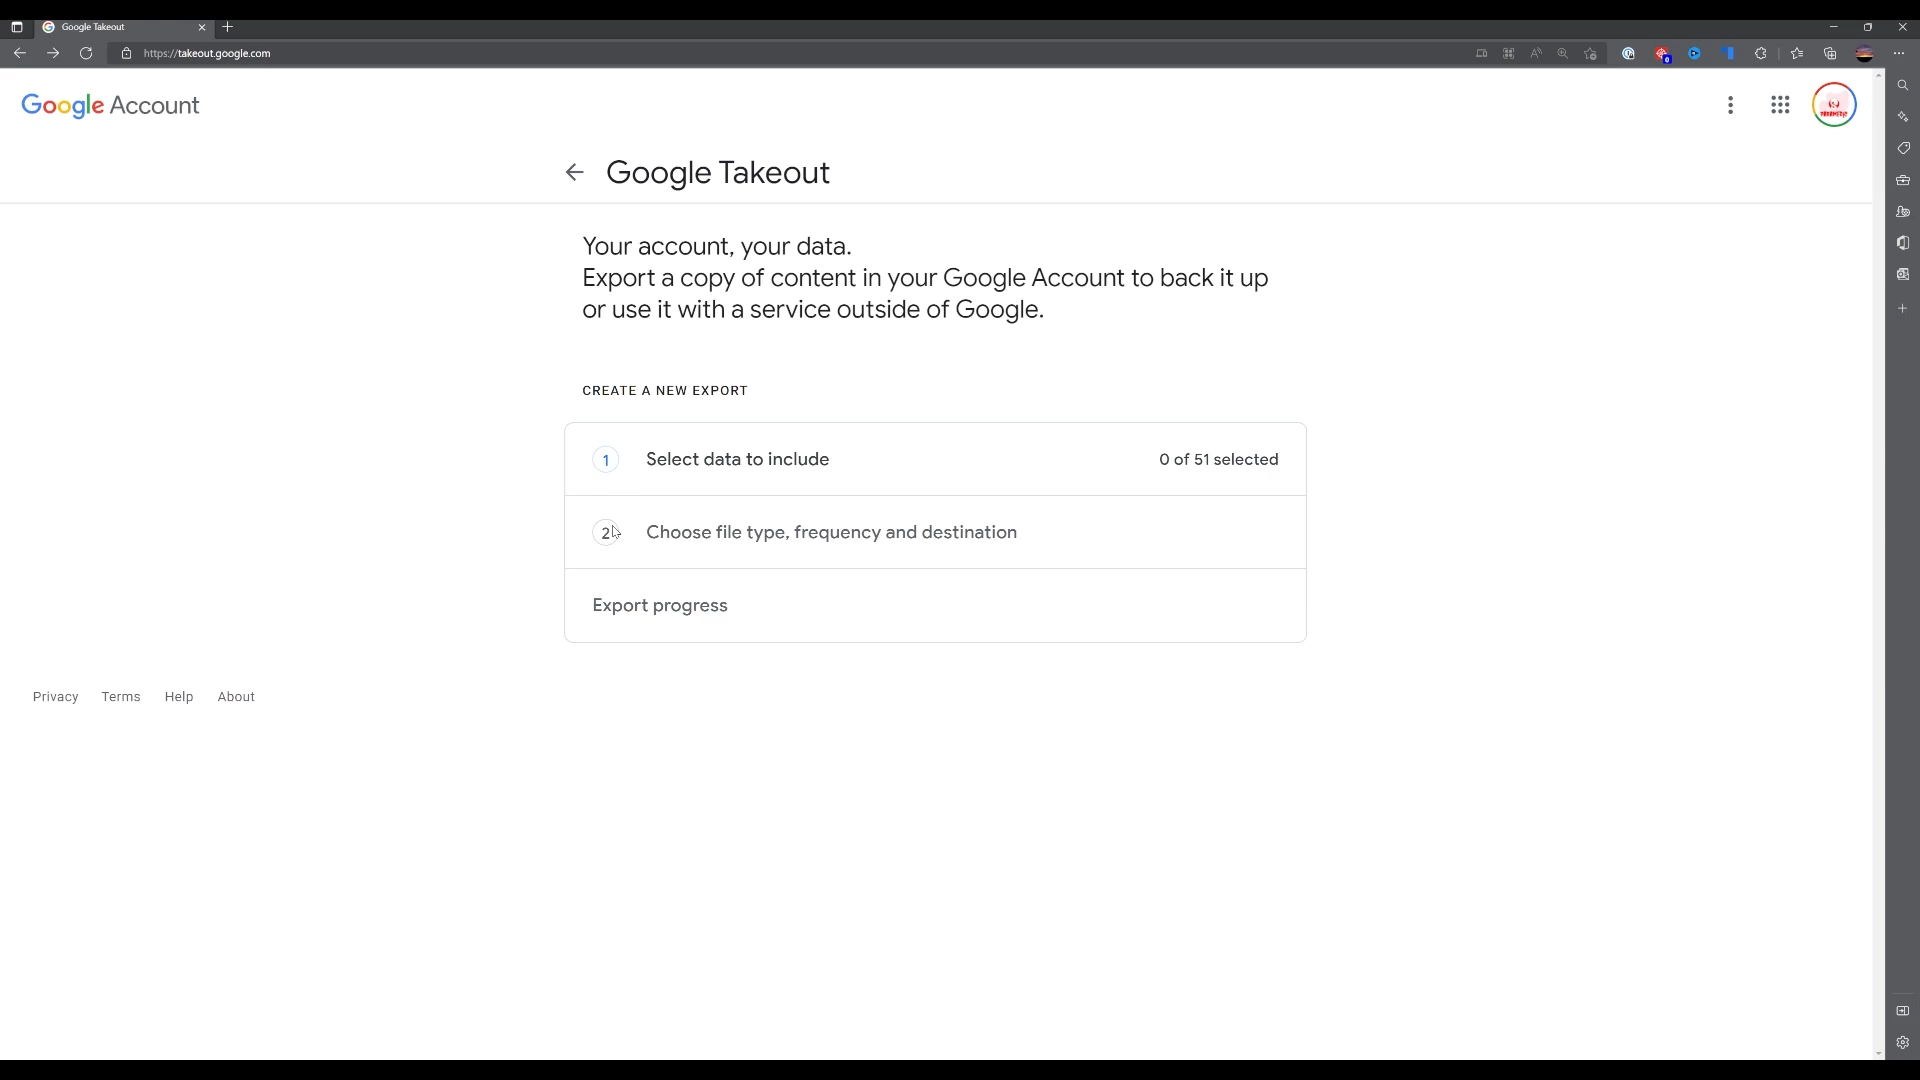 Google Takeout
https://takeout.google.com
0
Google Account
Google Takeout
Your account, your data.
Export a copy of content in your Google Account to back it up
or use it with a service outside of Google.
CREATE A NEW EXPORT
1 Select data to include 0 of 51 selected
2 Choose file type, frequency and destination
Export progress
Privacy Terms Help About